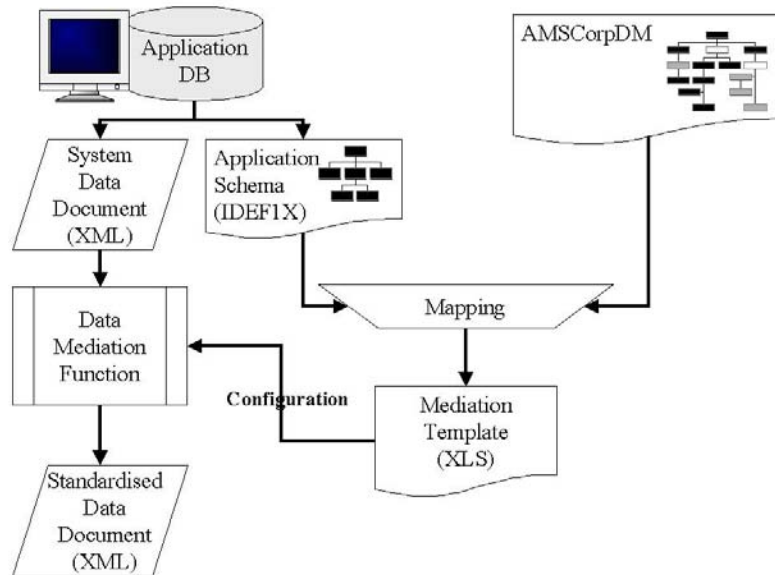 Application
DB
AMSCorpDM
System
Data
Document
(XML)
Application
Schema
(IDEF1X)
Mapping
Data
Mediation
Function
Configuration
Mediation
Template
(XLS)
Standardised
Data
Document
(XML)